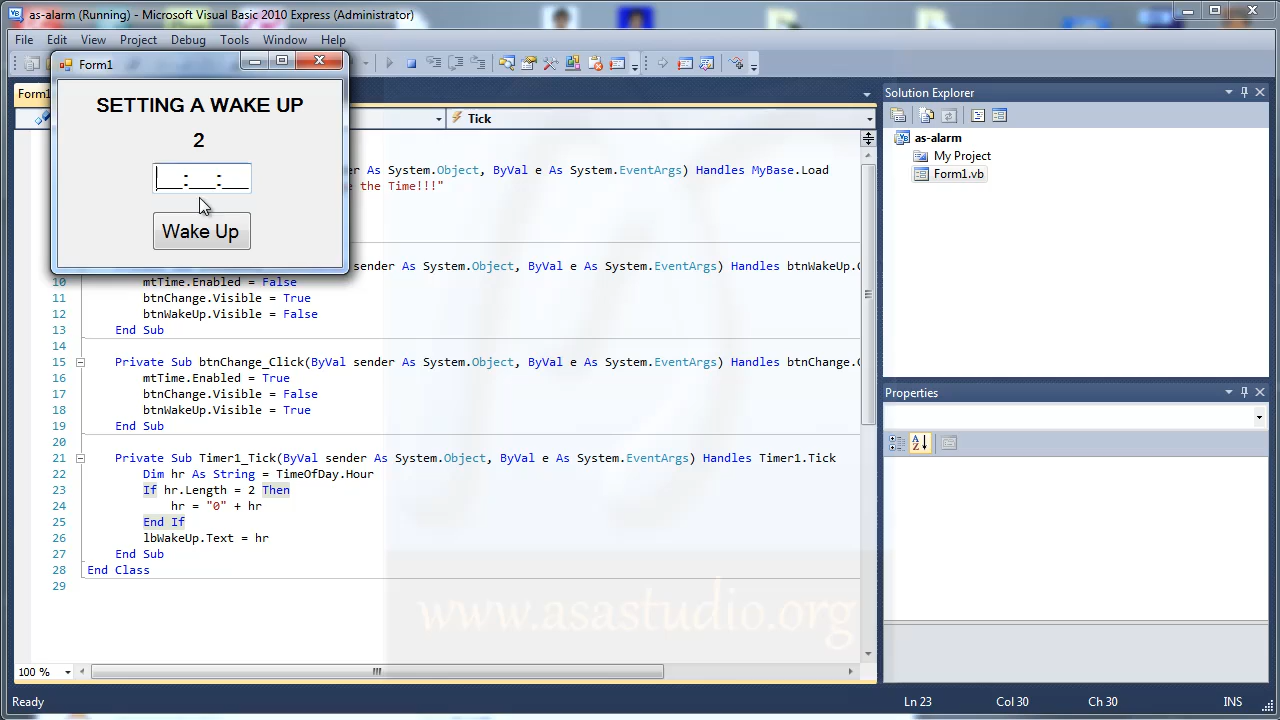 as-alarm (Running) - Microsoft Visual Basic 2010 Express (Administrator)
File Edit View Project Debug Tools Window Help
Form1
SETTING A WAKE UP
2
__:__:__
Wake Up
Form1
Tick
er As System.Object, ByVal e As System.EventArgs) Handles MyBase.Load
e the Time!!!"
As System.Object, ByVal e As System.EventArgs) Handles btnWakeUp.
10 mtTime.Enabled = False
11 btnChange.Visible = True
12 btnWakeUp.Visible = False
13 End Sub
14
15 Private Sub btnChange_Click(ByVal sender As System.Object, ByVal e As System.EventArgs) Handles btnChange.
16 mtTime.Enabled = True
17 btnChange.Visible = False
18 btnWakeUp.Visible = True
19 End Sub
20
21 Private Sub Timer1_Tick(ByVal sender As System.Object, ByVal e As System.EventArgs) Handles Timer1.Tick
22 Dim hr As String = TimeOfDay.Hour
23 If hr.Length = 2 Then
24 hr = "0" + hr
25 End If
26 lbWakeUp.Text = hr
27 End Sub
28 End Class
29
www.asastudio.org
100 %
Solution Explorer
as-alarm
My Project
Form1.vb
Properties
Ready Ln 23 Col 30 Ch 30 INS